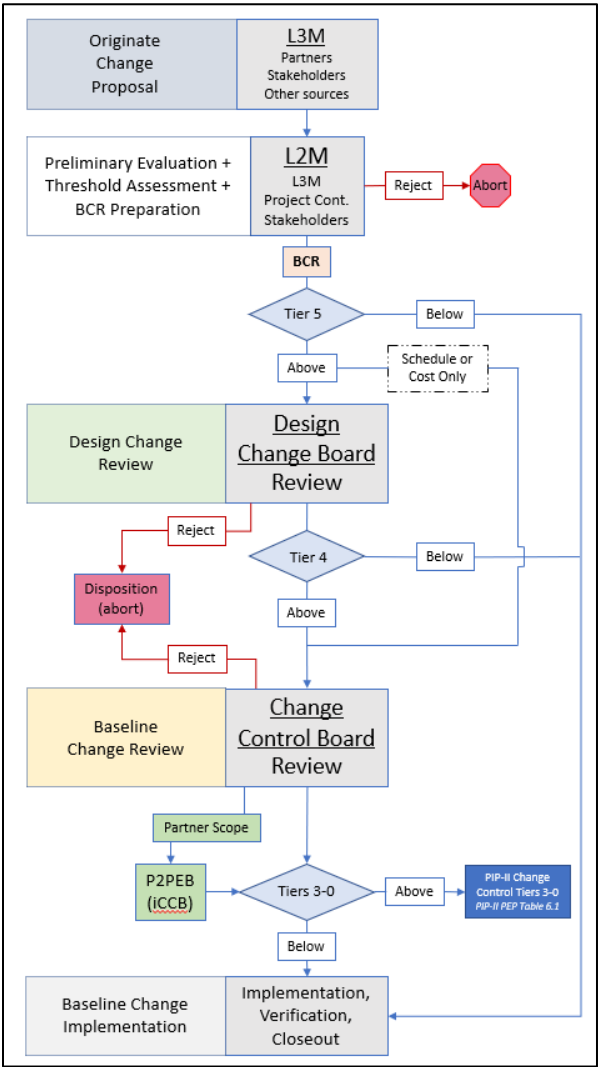 Originate
Change
Proposal
L3M
Partners
Stakeholders
Other sources
Preliminary Evaluation +
Threshold Assessment +
BCR Preparation
L2M
L3M
Project Cont.
Stakeholders
Reject
Abort
BCR
Tier 5
Below
Above
Schedule or
Cost Only
Design Change
Review
Design
Change Board
Review
Reject
Tier 4
Below
Disposition
(abort)
Above
Reject
Baseline
Change Review
Change
Control Board
Review
Partner Scope
P2PEB
(iCCB)
Tiers 3-0
Above
PIP-II Change
Control Tiers 3-0
PIP-II PEP Table 6.1
Below
Baseline Change
Implementation
Implementation,
Verification,
Closeout